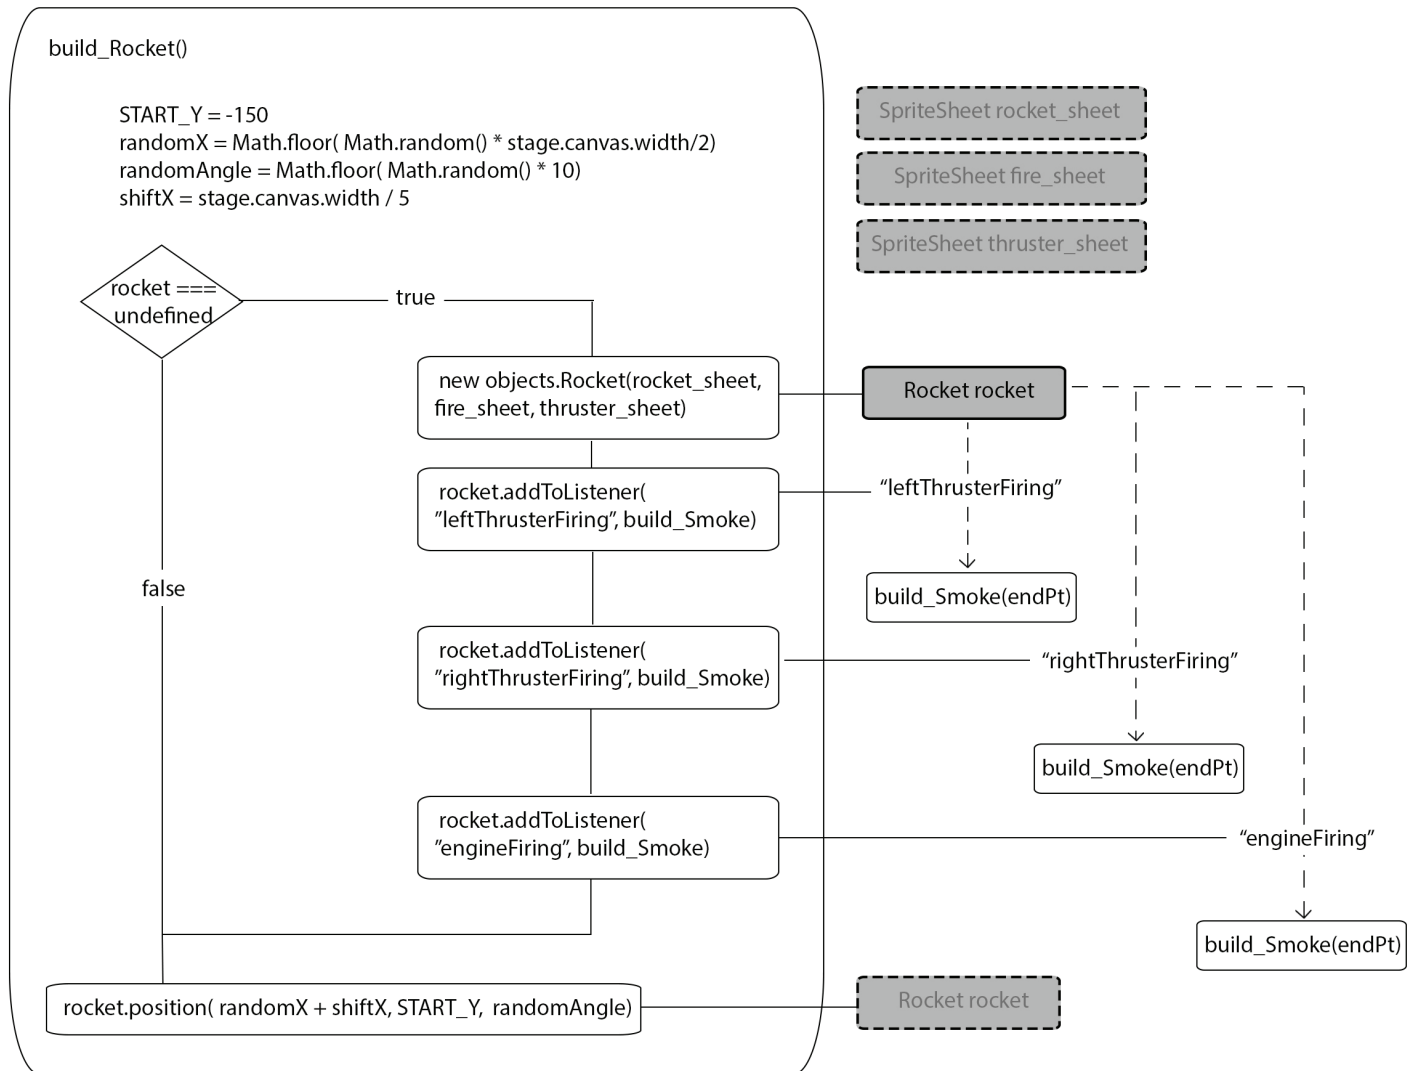 build_Rocket()
START_Y = -150
randomX = Math.floor( Math.random() * stage.canvas.width/2)
randomAngle = Math.floor( Math.random() * 10)
shiftX = stage.canvas.width / 5
SpriteSheet rocket_sheet
SpriteSheet fire_sheet
SpriteSheet thruster_sheet
rocket ===
undefined
true
new objects.Rocket(rocket_sheet,
fire_sheet, thruster_sheet)
Rocket rocket
rocket.addToListener(
”leftThrusterFiring”, build_Smoke)
“leftThrusterFiring”
build_Smoke(endPt)
false
rocket.addToListener(
”rightThrusterFiring”, build_Smoke)
“rightThrusterFiring”
build_Smoke(endPt)
rocket.addToListener(
”engineFiring”, build_Smoke)
“engineFiring”
build_Smoke(endPt)
rocket.position( randomX + shiftX, START_Y, randomAngle)
Rocket rocket